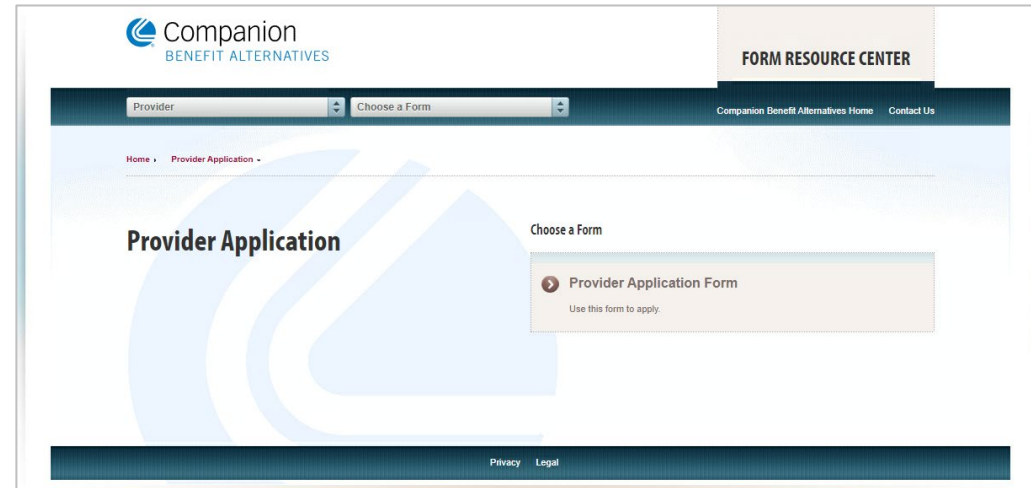 Companion
BENEFIT ALTERNATIVES
FORM RESOURCE CENTER
Provider
Choose a Form
Companion Benefit Alternatives Home
Contact Us
Home
Provider Application
Provider Application
Choose a Form
Provider Application Form
Use this form to apply.
Privacy
Legal